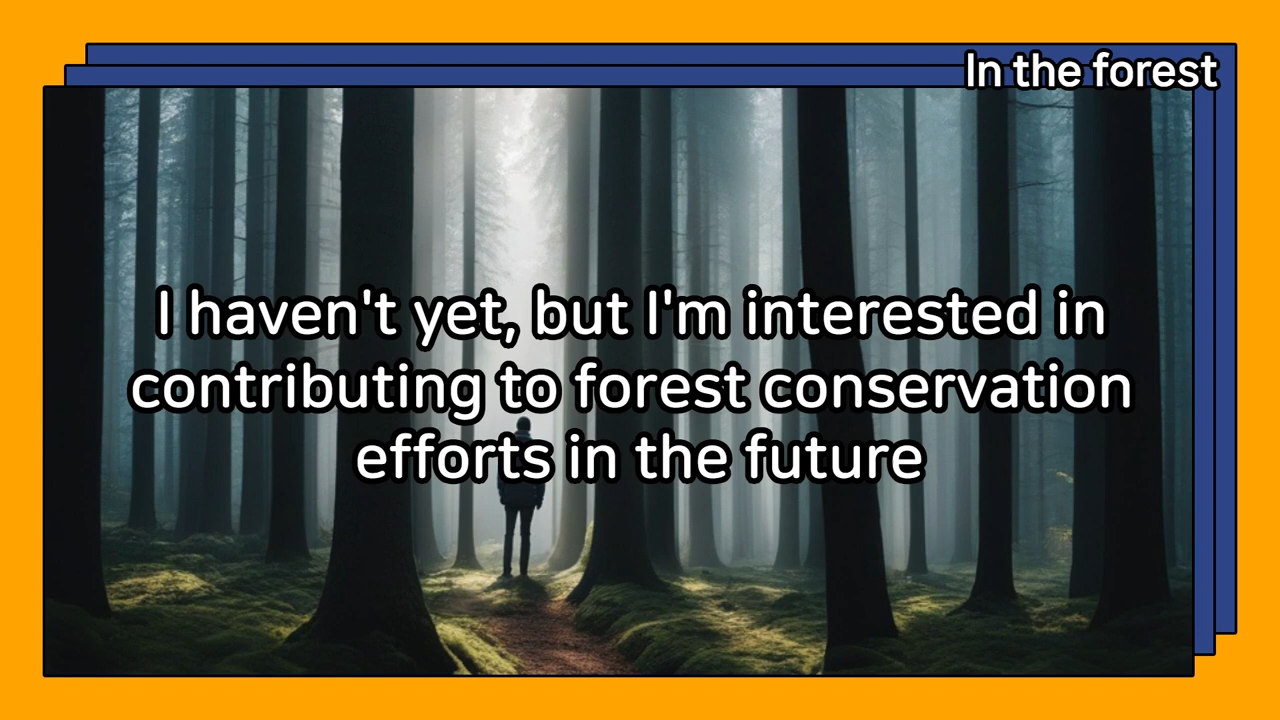 In the forest
I haven't yet, but I'm interested in
contributing to forest conservation
efforts in the future